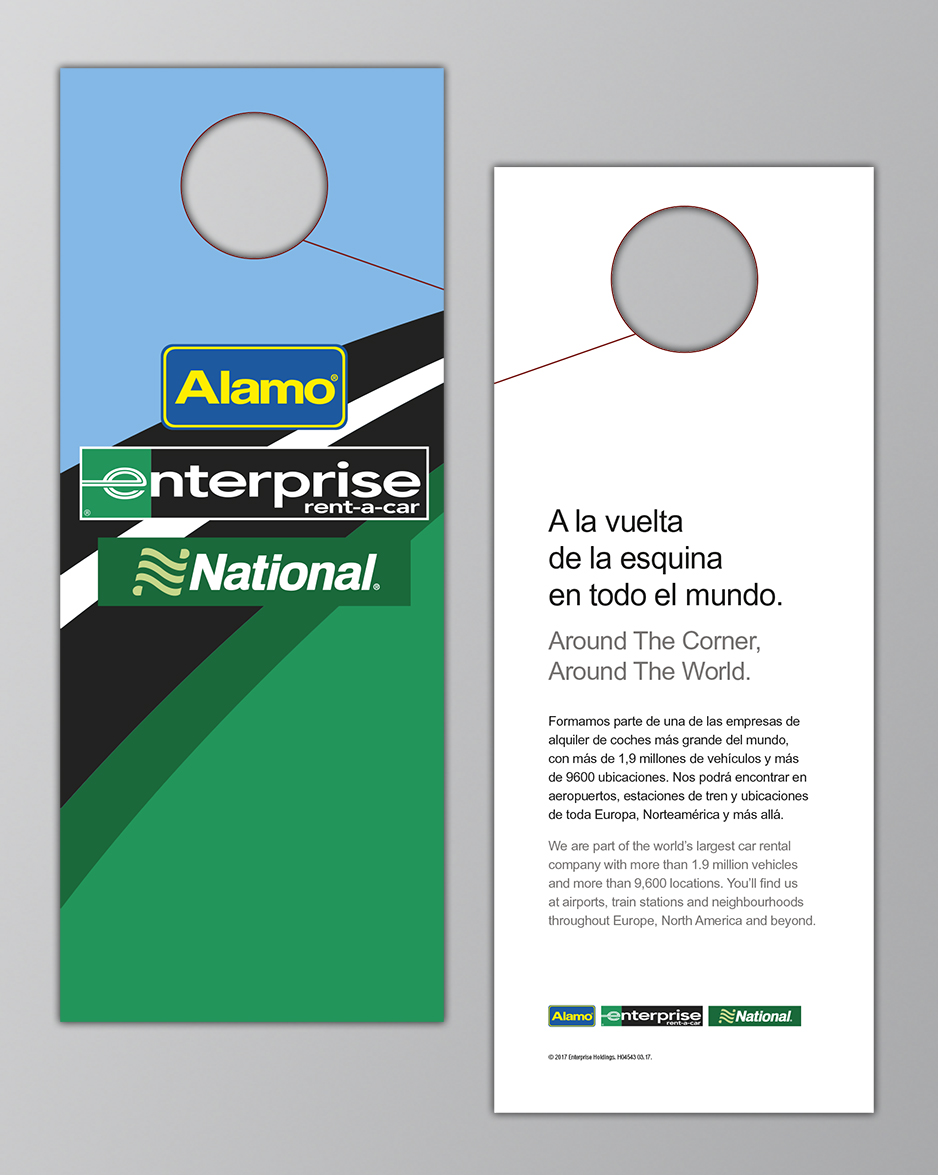 Alamo®
enterprise
rent-a-car
®
National®
A la vuelta
de la esquina
en todo el mundo.
Around The Corner,
Around The World.
Formamos parte de una de las empresas de
alquiler de coches más grande del mundo,
con más de 1,9 millones de vehículos y más
de 9600 ubicaciones. Nos podrá encontrar en
aeropuertos, estaciones de tren y ubicaciones
de toda Europa, Norteamérica y más allá.
We are part of the world’s largest car rental
company with more than 1.9 million vehicles
and more than 9,600 locations. You’ll find us
at airports, train stations and neighbourhoods
throughout Europe, North America and beyond.
Alamo enterprise National
rent-a-car
© 2017 Enterprise Holdings. H04543 03.17.